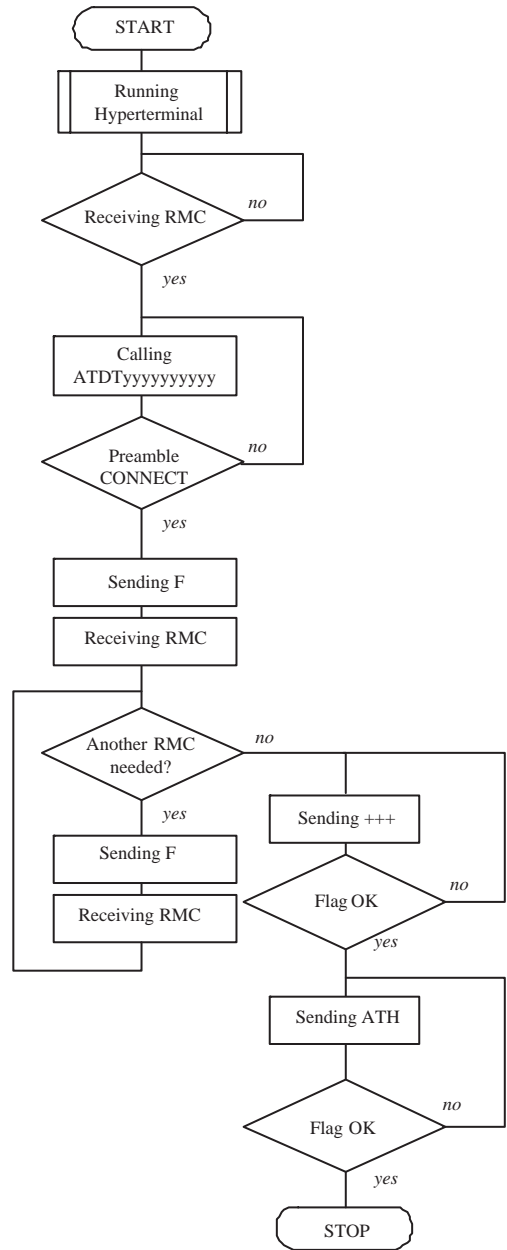 START
Running
Hyperterminal
Receiving RMC
no
yes
Calling
ATDTyyyyyyyyyy
Preamble
CONNECT
no
yes
Sending F
Receiving RMC
Another RMC
needed?
no
yes
Sending F
Receiving RMC
Sending +++
Flag OK
no
yes
Sending ATH
Flag OK
no
yes
STOP